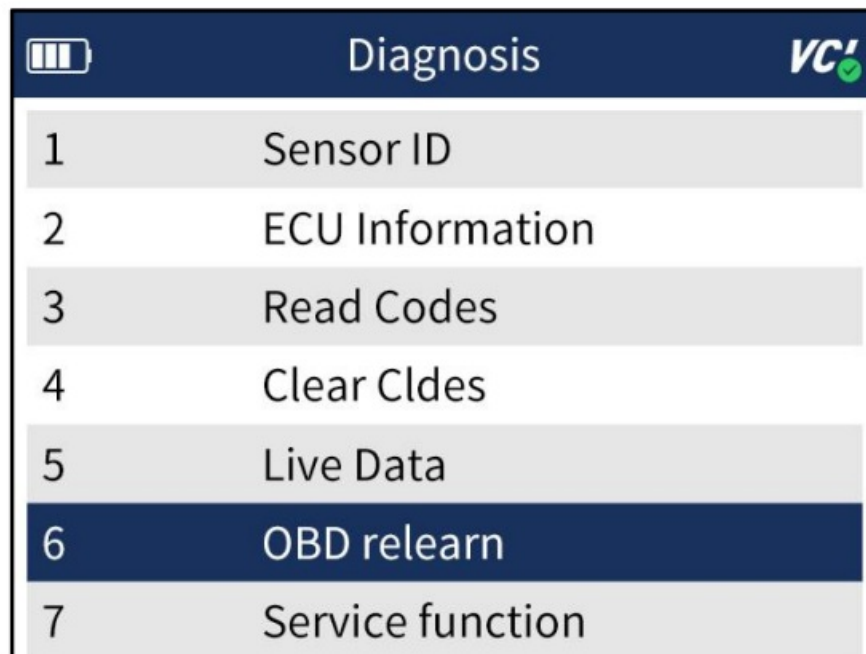 Diagnosis VCI
1 Sensor ID
2 ECU Information
3 Read Codes
4 Clear Cldes
5 Live Data
6 OBD relearn
7 Service function